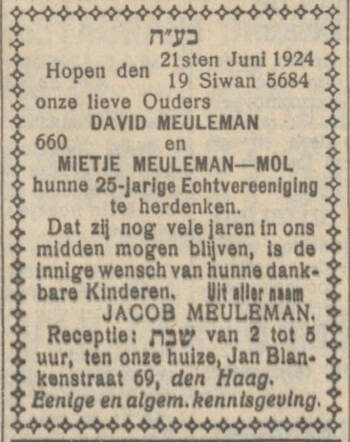 בע״ה
Hopen den 21sten Juni 1924
19 Siwan 5684
onze lieve Ouders
DAVID MEULEMAN
660 en
MIETJE MEULEMAN—MOL
hunne 25-jarige Echtvereeniging
te herdenken.
Dat zij nog vele jaren in ons
midden mogen blijven, is de
innige wensch van hunne dank-
bare Kinderen. Uit aller naam
JACOB MEULEMAN.
Receptie: שבת van 2 tot 5
uur, ten onze huize, Jan Blan-
kenstraat 69, den Haag.
Eenige en algem. kennisgeving.